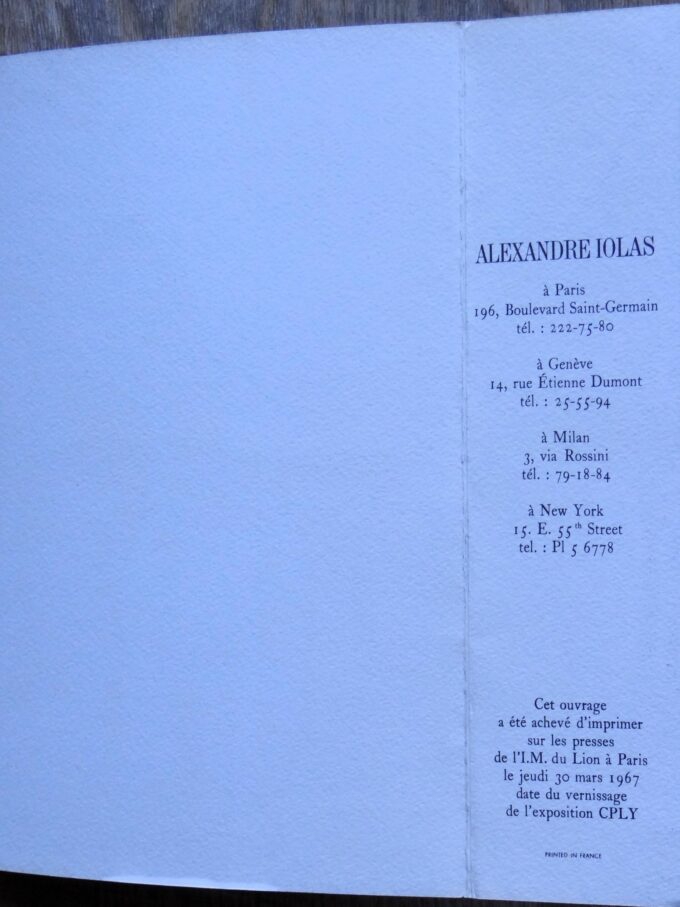 ALEXANDRE IOLAS
à Paris
196, Boulevard Saint-Germain
tél. : 222-75-80
à Genève
14, rue Étienne Dumont
tél. : 25-55-94
à Milan
3, via Rossini
tél. : 79-18-84
à New York
15. E. 55th Street
tel. : Pl 5 6778
Cet ouvrage
a été achevé d'imprimer
sur les presses
de l'I.M. du Lion à Paris
le jeudi 30 mars 1967
date du vernissage
de l'exposition CPLY
PRINTED IN FRANCE